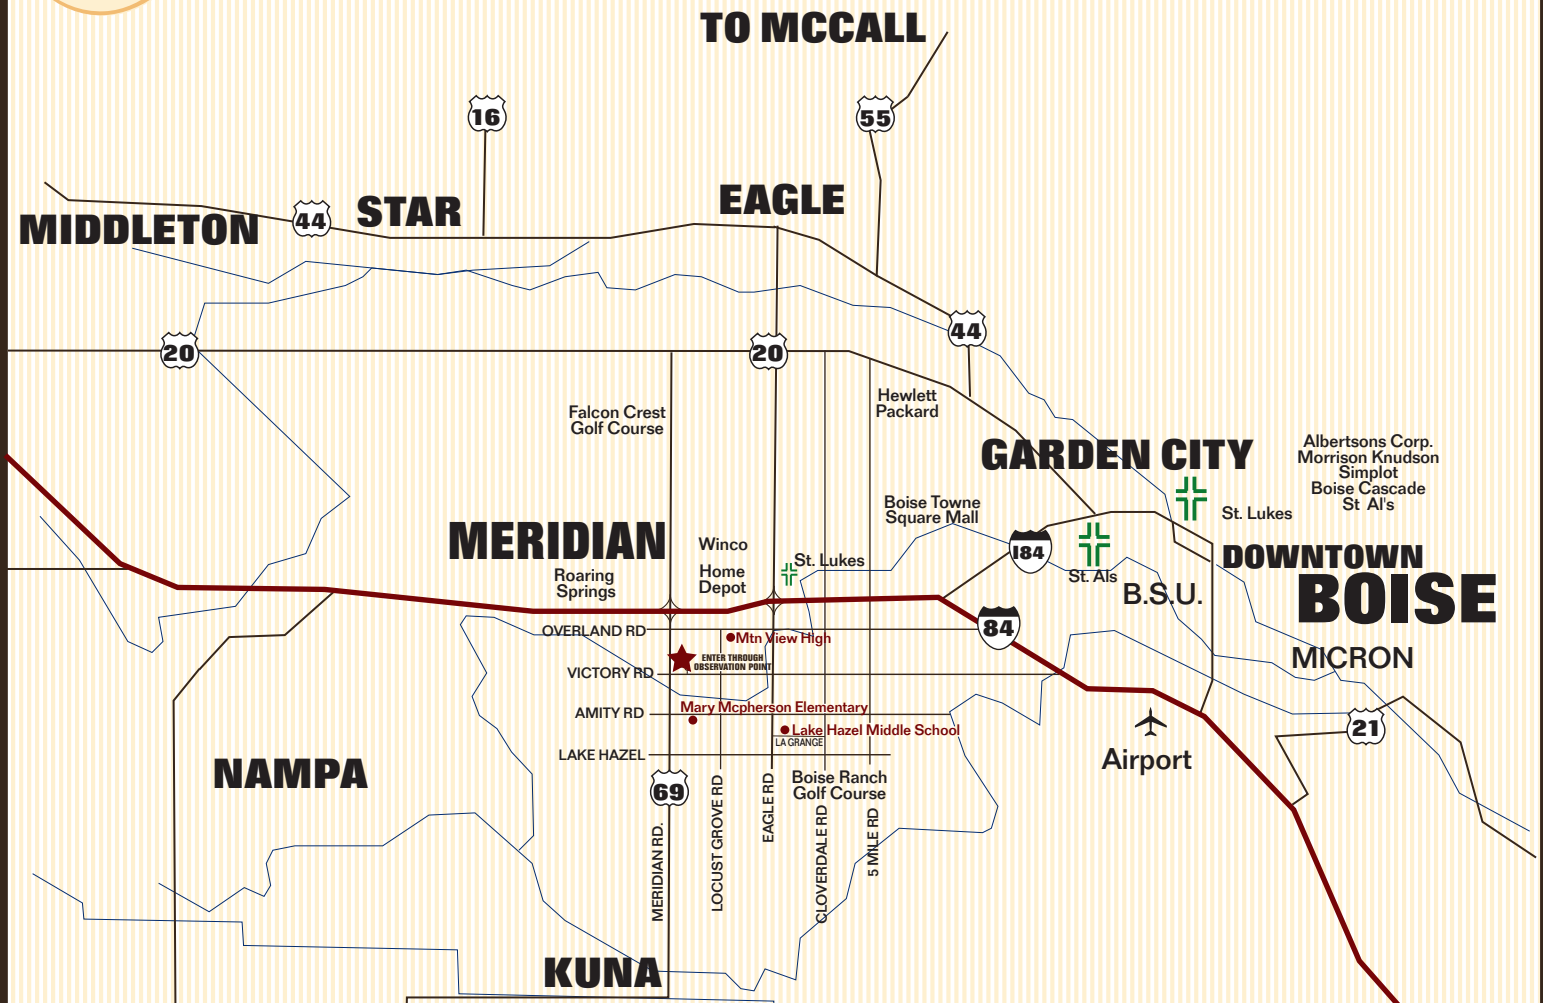 TO MCCALL
16
55
MIDDLETON
44
STAR
EAGLE
44
20
20
Falcon Crest
Golf Course
Hewlett
Packard
GARDEN CITY
Albertsons Corp.
Morrison Knudson
Simplot
Boise Cascade
St Al's
Boise Towne
Square Mall
St. Lukes
MERIDIAN
Winco
St. Lukes
184
DOWNTOWN
BOISE
Roaring
Springs
Home
Depot
St. Als
B.S.U.
84
OVERLAND RD
Mtn View High
ENTER THROUGH
OBSERVATION POINT
MICRON
VICTORY RD
Mary Mcpherson Elementary
AMITY RD
Lake Hazel Middle School
LA GRANGE
21
LAKE HAZEL
Airport
NAMPA
69
Boise Ranch
Golf Course
MERIDIAN RD.
LOCUST GROVE RD
EAGLE RD
CLOVERDALE RD
5 MILE RD
KUNA